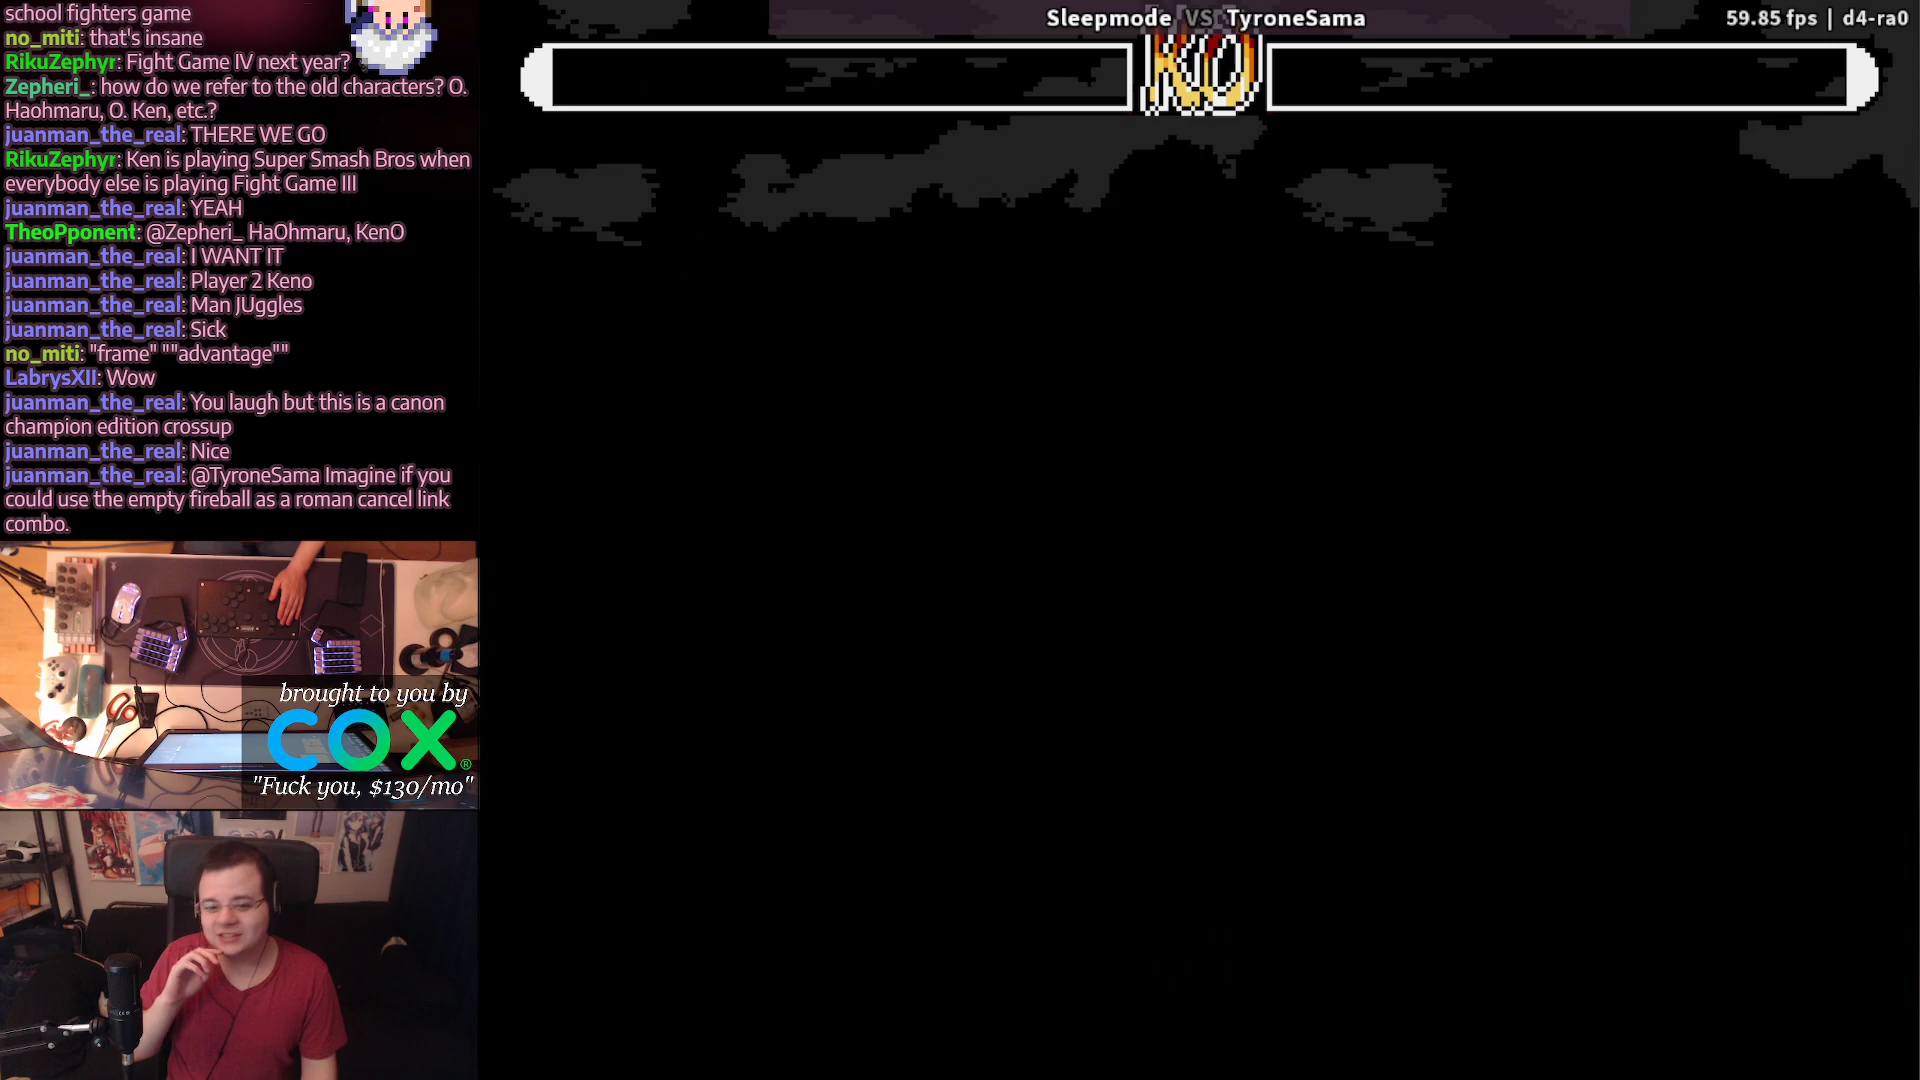 school fighters game
no_miti: that's insane
RikuZephyr: Fight Game IV next year?
Zepheri_: how do we refer to the old characters? O.
Haohmaru, O. Ken, etc.?
juanman_the_real: THERE WE GO
RikuZephyr: Ken is playing Super Smash Bros when
everybody else is playing Fight Game III
juanman_the_real: YEAH
TheoPponent: @Zepheri_ HaOhmaru, KenO
juanman_the_real: I WANT IT
juanman_the_real: Player 2 Keno
juanman_the_real: Man JUggles
juanman_the_real: Sick
no_miti: "frame" ""advantage""
LabrysXII: Wow
juanman_the_real: You laugh but this is a canon
champion edition crossup
juanman_the_real: Nice
juanman_the_real: @TyroneSama Imagine if you
could use the empty fireball as a roman cancel link
combo.
brought to you by
COX®
"Fuck you, $130/mo"
Sleepmode VS TyroneSama
59.85 fps | d4-ra0
KO